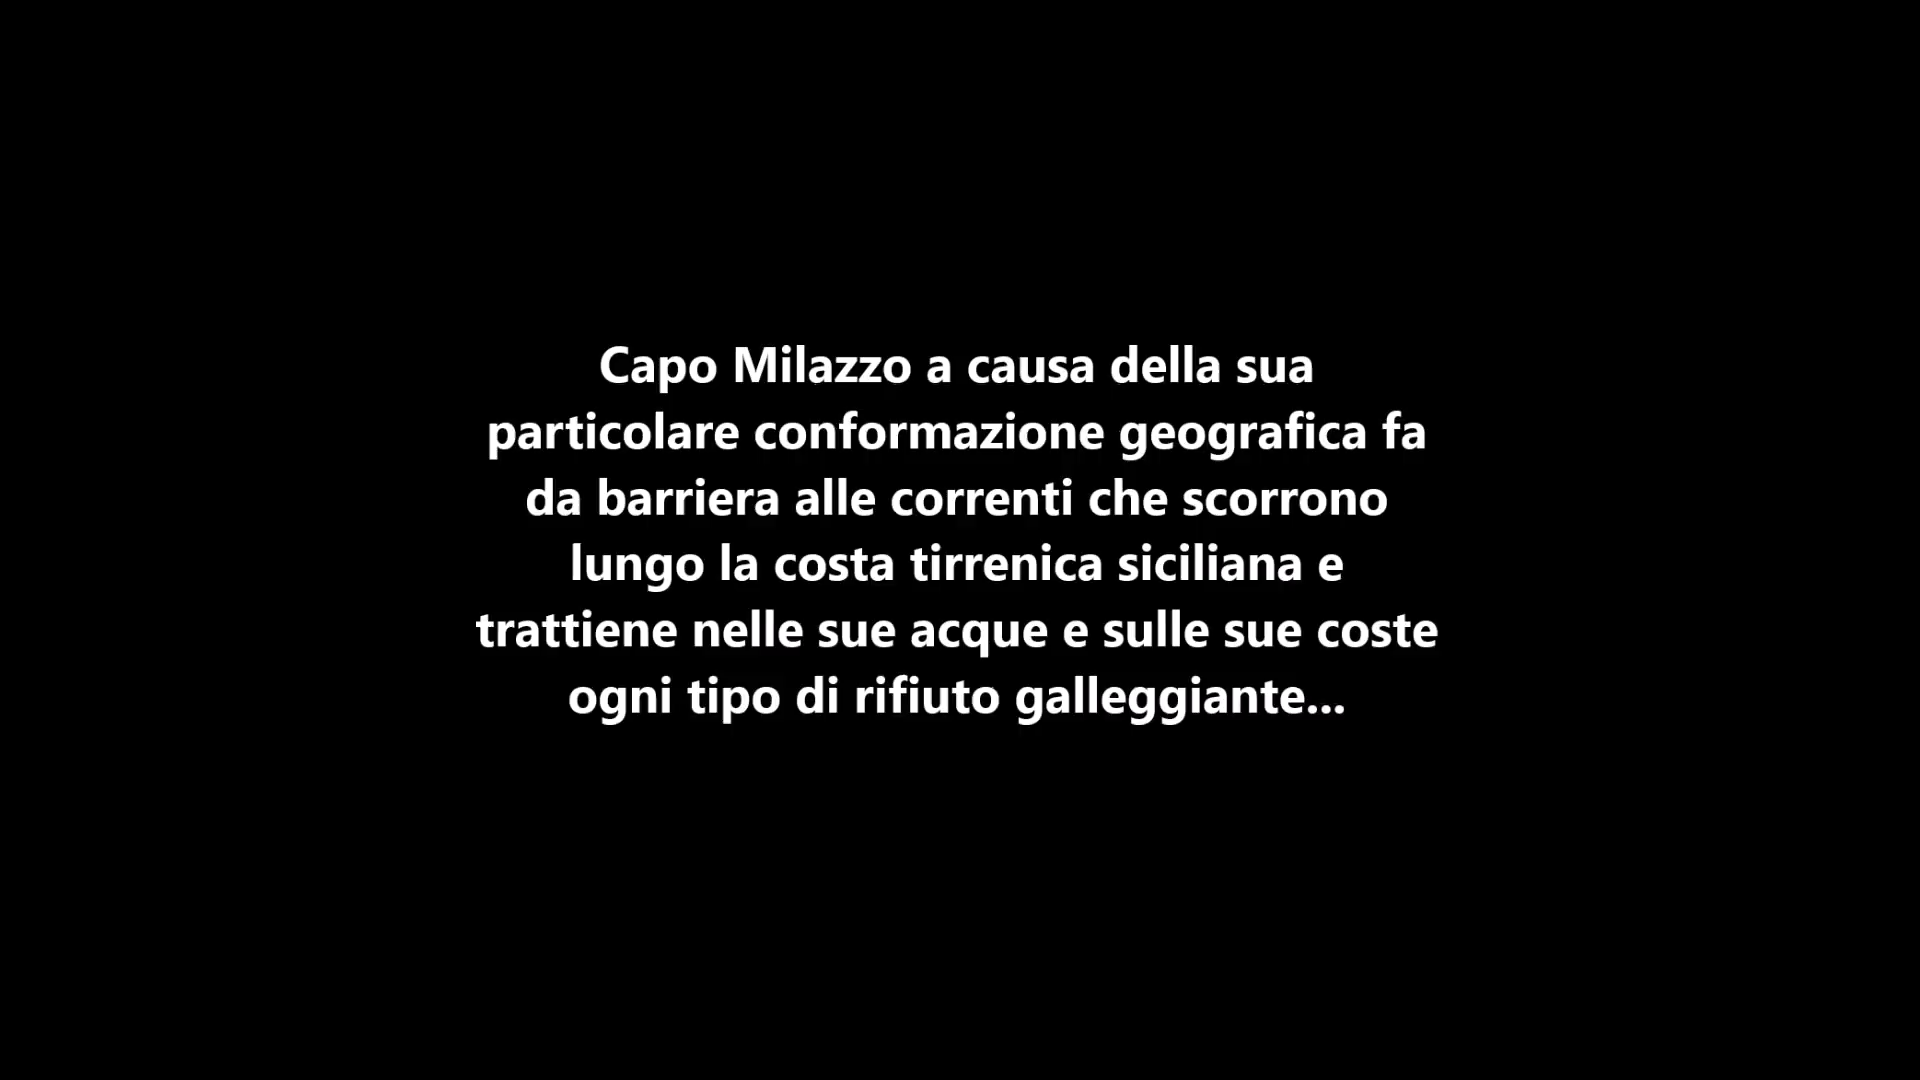 Capo Milazzo a causa della sua
particolare conformazione geografica fa
da barriera alle correnti che scorrono
lungo la costa tirrenica siciliana e
trattiene nelle sue acque e sulle sue coste
ogni tipo di rifiuto galleggiante...